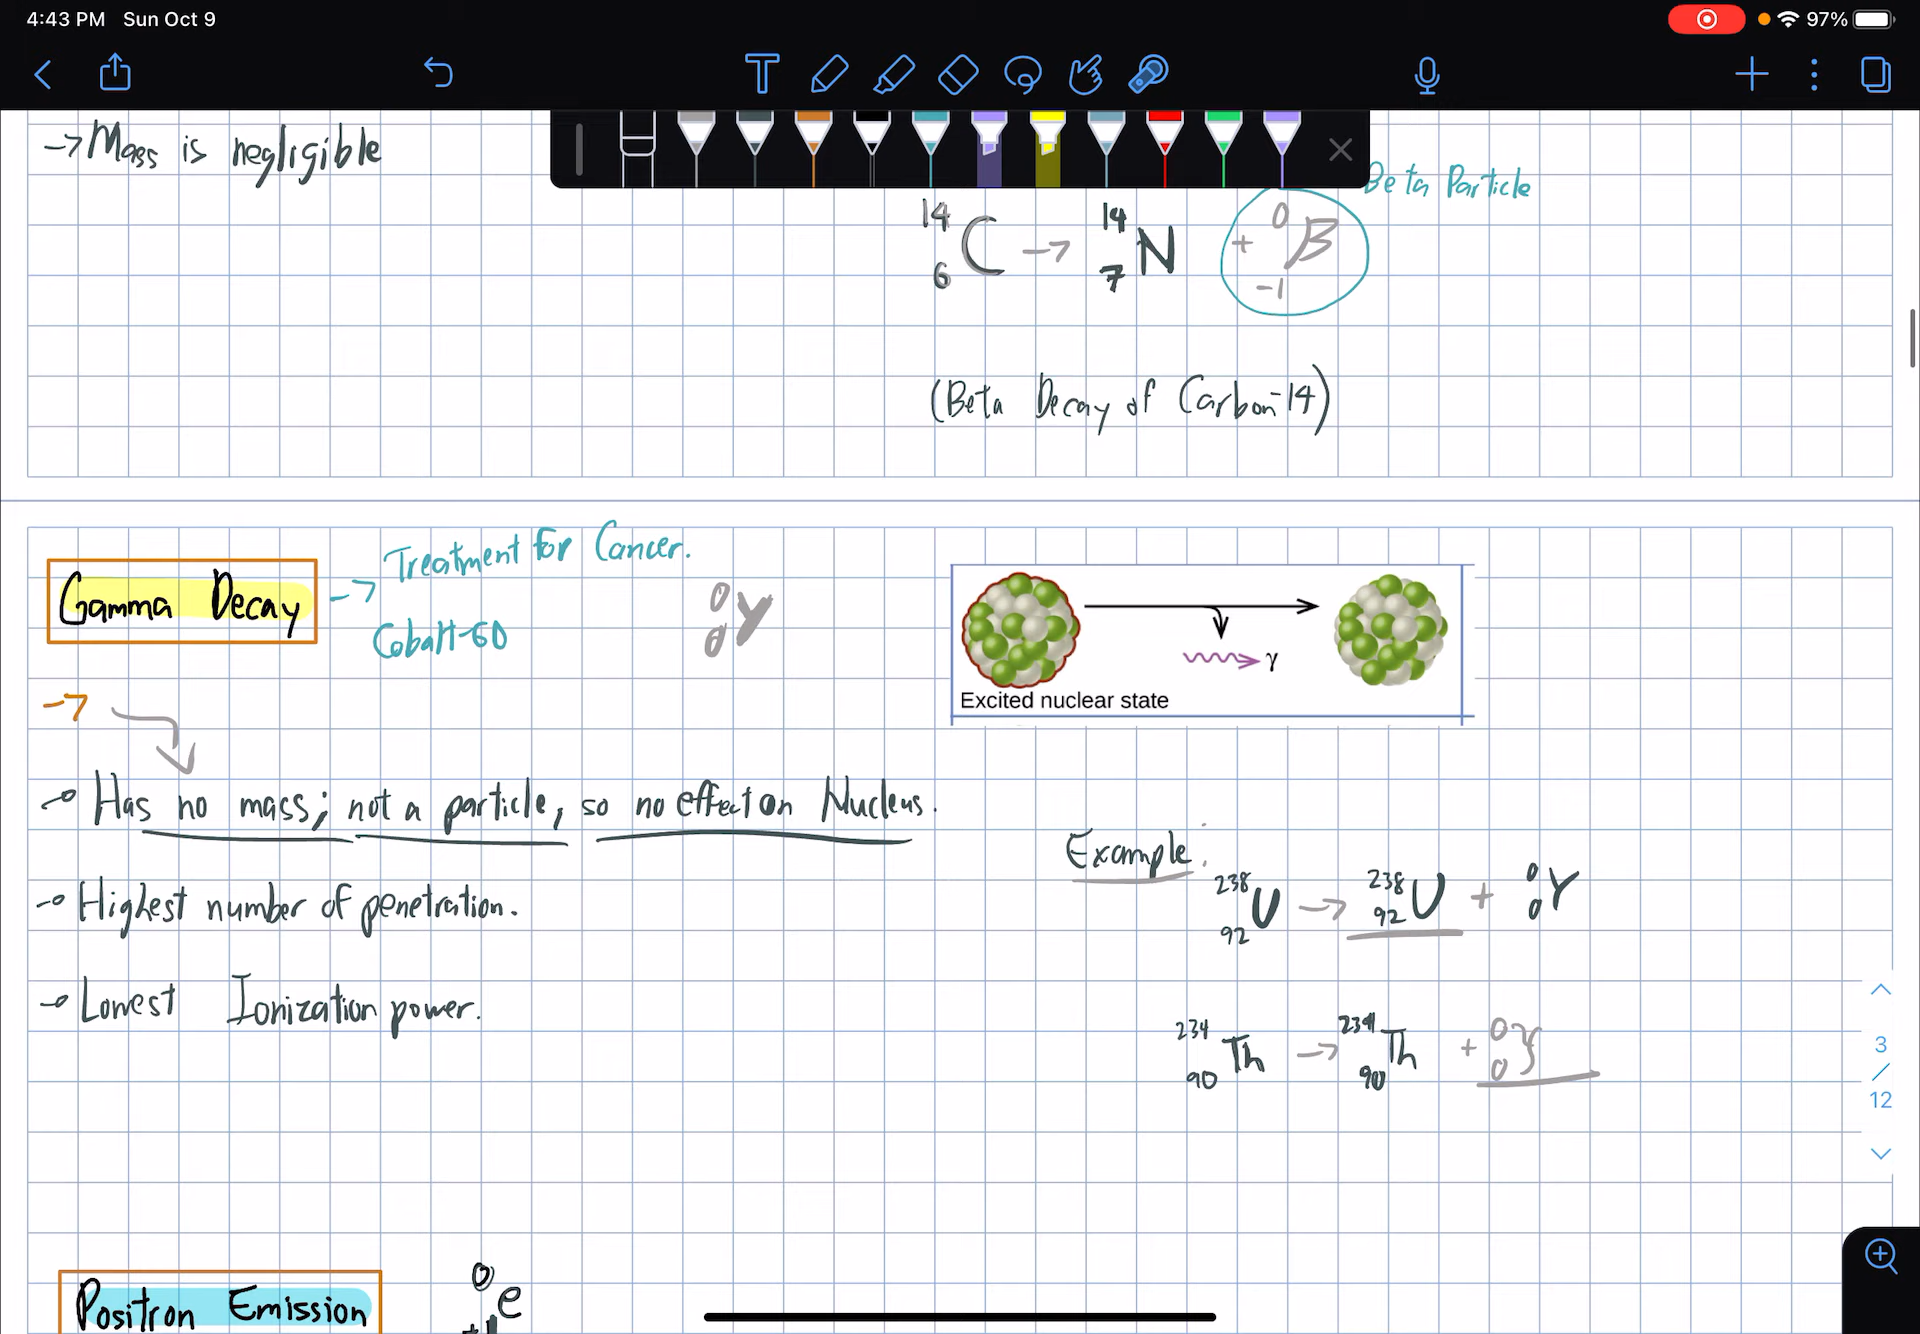 4:43 PM Sun Oct 9
97%
→ Mass is negligible
Beta Particle
14 6 C → 14 7 N + 0 -1 β
(Beta Decay of Carbon-14)
Gamma Decay → Treatment for Cancer.
Cobalt-60
0 0 γ
γ
Excited nuclear state
→
→ Has no mass; not a particle, so no effect on Nucleus.
→ Highest number of penetration.
→ Lowest Ionization power.
Example:
238 92 U → 238 92 U + 0 0 γ
234 90 Th → 234 90 Th + 0 0 γ
3
/
12
Positron Emission
0 +1 e